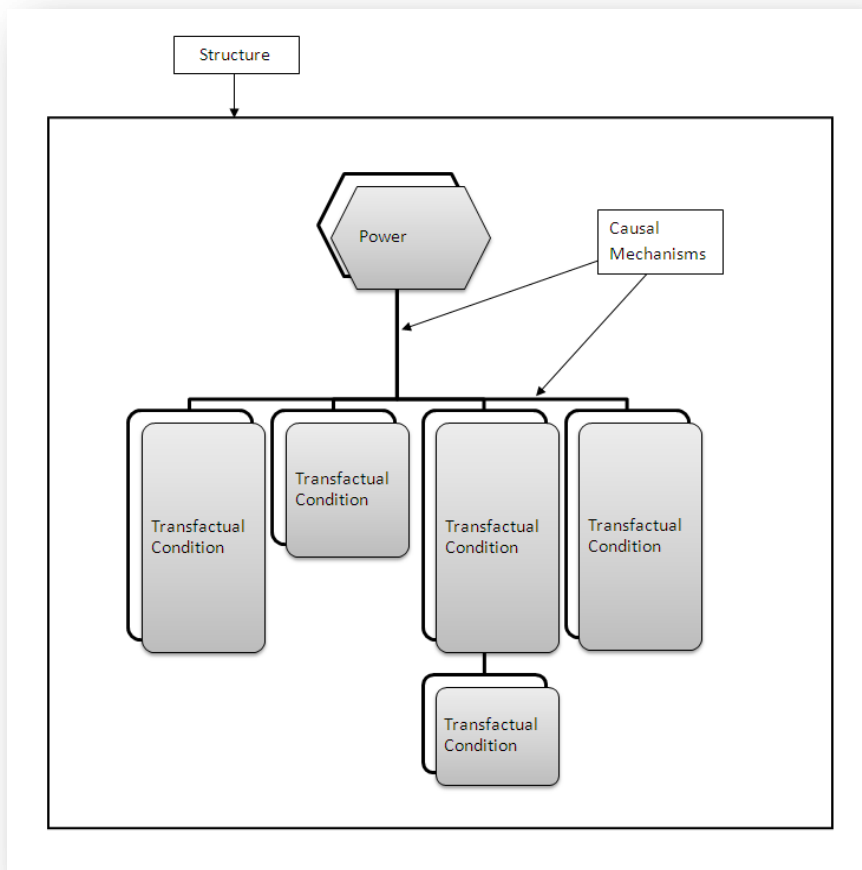 Structure
Power
Causal
Mechanisms
Transfactual
Condition
Transfactual
Condition
Transfactual
Condition
Transfactual
Condition
Transfactual
Condition